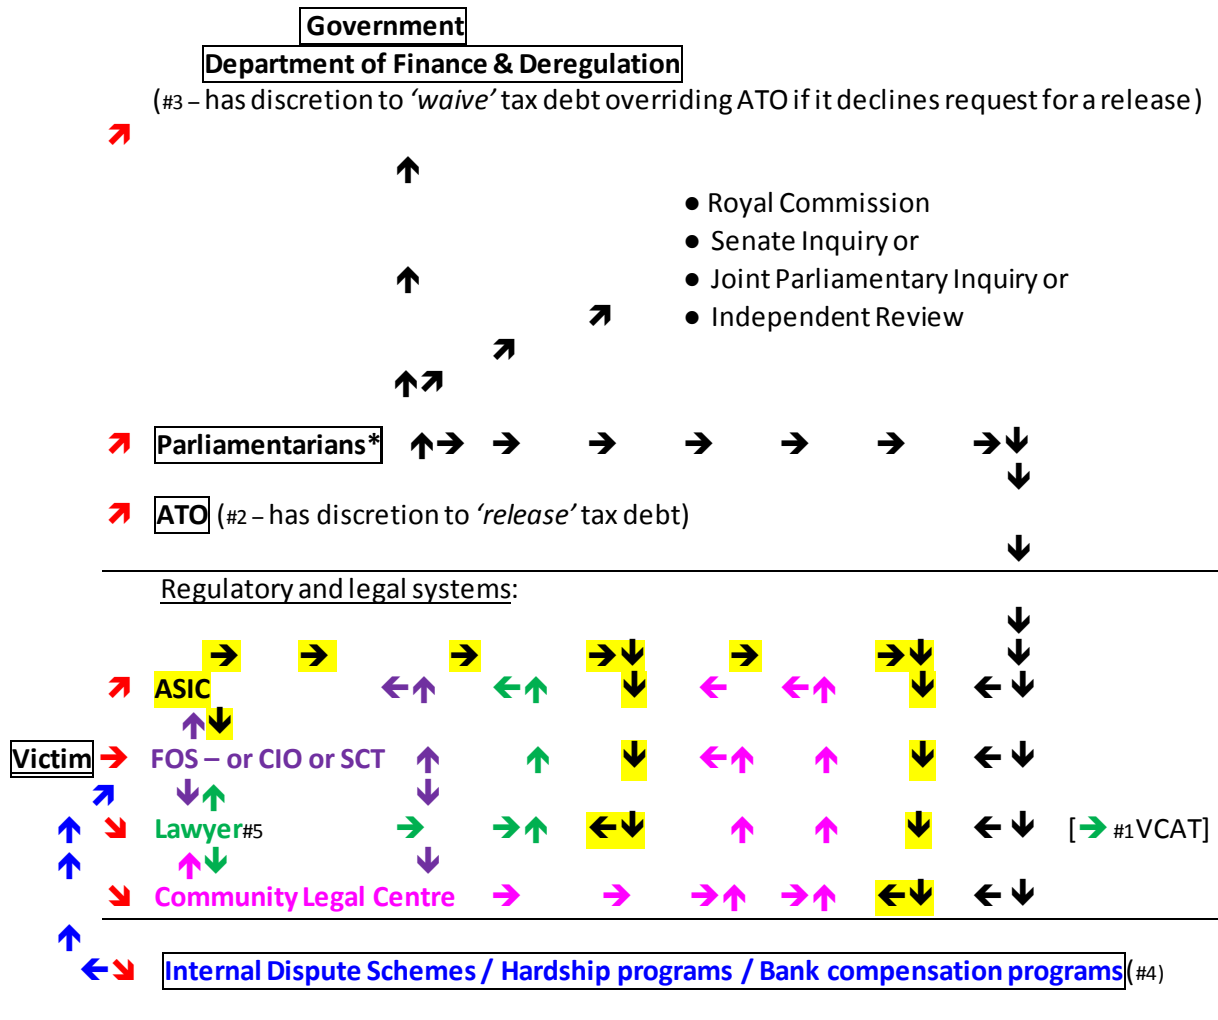 Government
Department of Finance & Deregulation
(#3 – has discretion to ‘waive’ tax debt overriding ATO if it declines request for a release)
● Royal Commission
● Senate Inquiry or
● Joint Parliamentary Inquiry or
● Independent Review
Parliamentarians*
ATO (#2 – has discretion to ‘release’ tax debt)
Regulatory and legal systems:
ASIC
Victim FOS – or CIO or SCT
Lawyer#5 [➔ #1VCAT]
Community Legal Centre
Internal Dispute Schemes / Hardship programs / Bank compensation programs(#4)